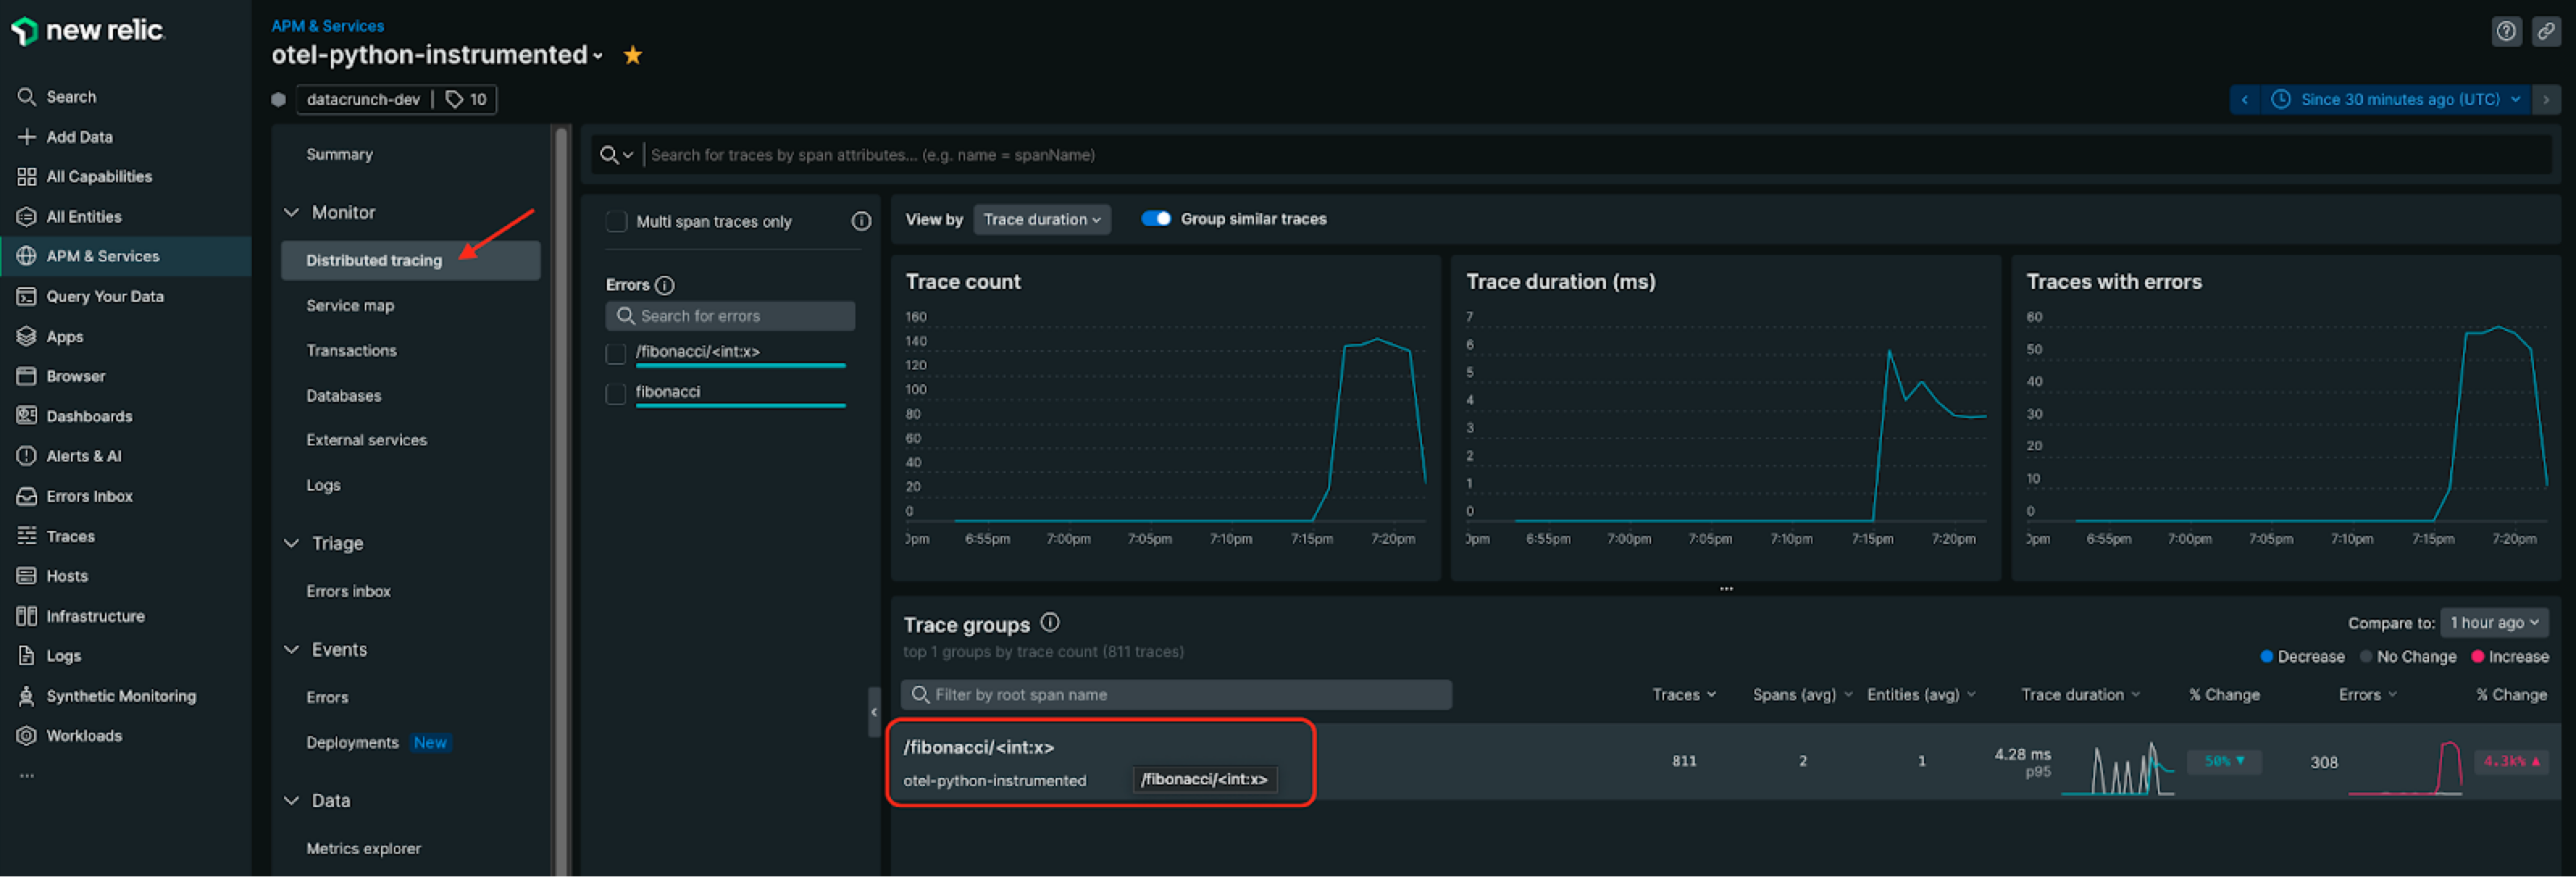 new relic
Search
Add Data
All Capabilities
All Entities
APM & Services
Query Your Data
Apps
Browser
Dashboards
Alerts & AI
Errors Inbox
Traces
Hosts
Infrastructure
Logs
Synthetic Monitoring
Workloads
...
APM & Services
otel-python-instrumented
datacrunch-dev | 10
Since 30 minutes ago (UTC)
Summary
Monitor
Distributed tracing
Service map
Transactions
Databases
External services
Logs
Triage
Errors inbox
Events
Errors
Deployments New
Data
Metrics explorer
Search for traces by span attributes... (e.g. name = spanName)
Multi span traces only
Errors
Search for errors
/fibonacci/<int:x>
fibonacci
View by Trace duration Group similar traces
Trace count
160
140
120
100
80
60
40
20
0
6:55pm 7:00pm 7:05pm 7:10pm 7:15pm 7:20pm
Trace duration (ms)
7
6
5
4
3
2
1
0
6:55pm 7:00pm 7:05pm 7:10pm 7:15pm 7:20pm
Traces with errors
60
50
40
30
20
10
0
6:55pm 7:00pm 7:05pm 7:10pm 7:15pm 7:20pm
...
Trace groups
top 1 groups by trace count (811 traces)
Compare to: 1 hour ago
Decrease No Change Increase
Filter by root span name
Traces Spans (avg) Entities (avg) Trace duration % Change Errors % Change
/fibonacci/<int:x>
otel-python-instrumented /fibonacci/<int:x>
811 2 1 4.28 ms 50% 308 4.3k%
p95